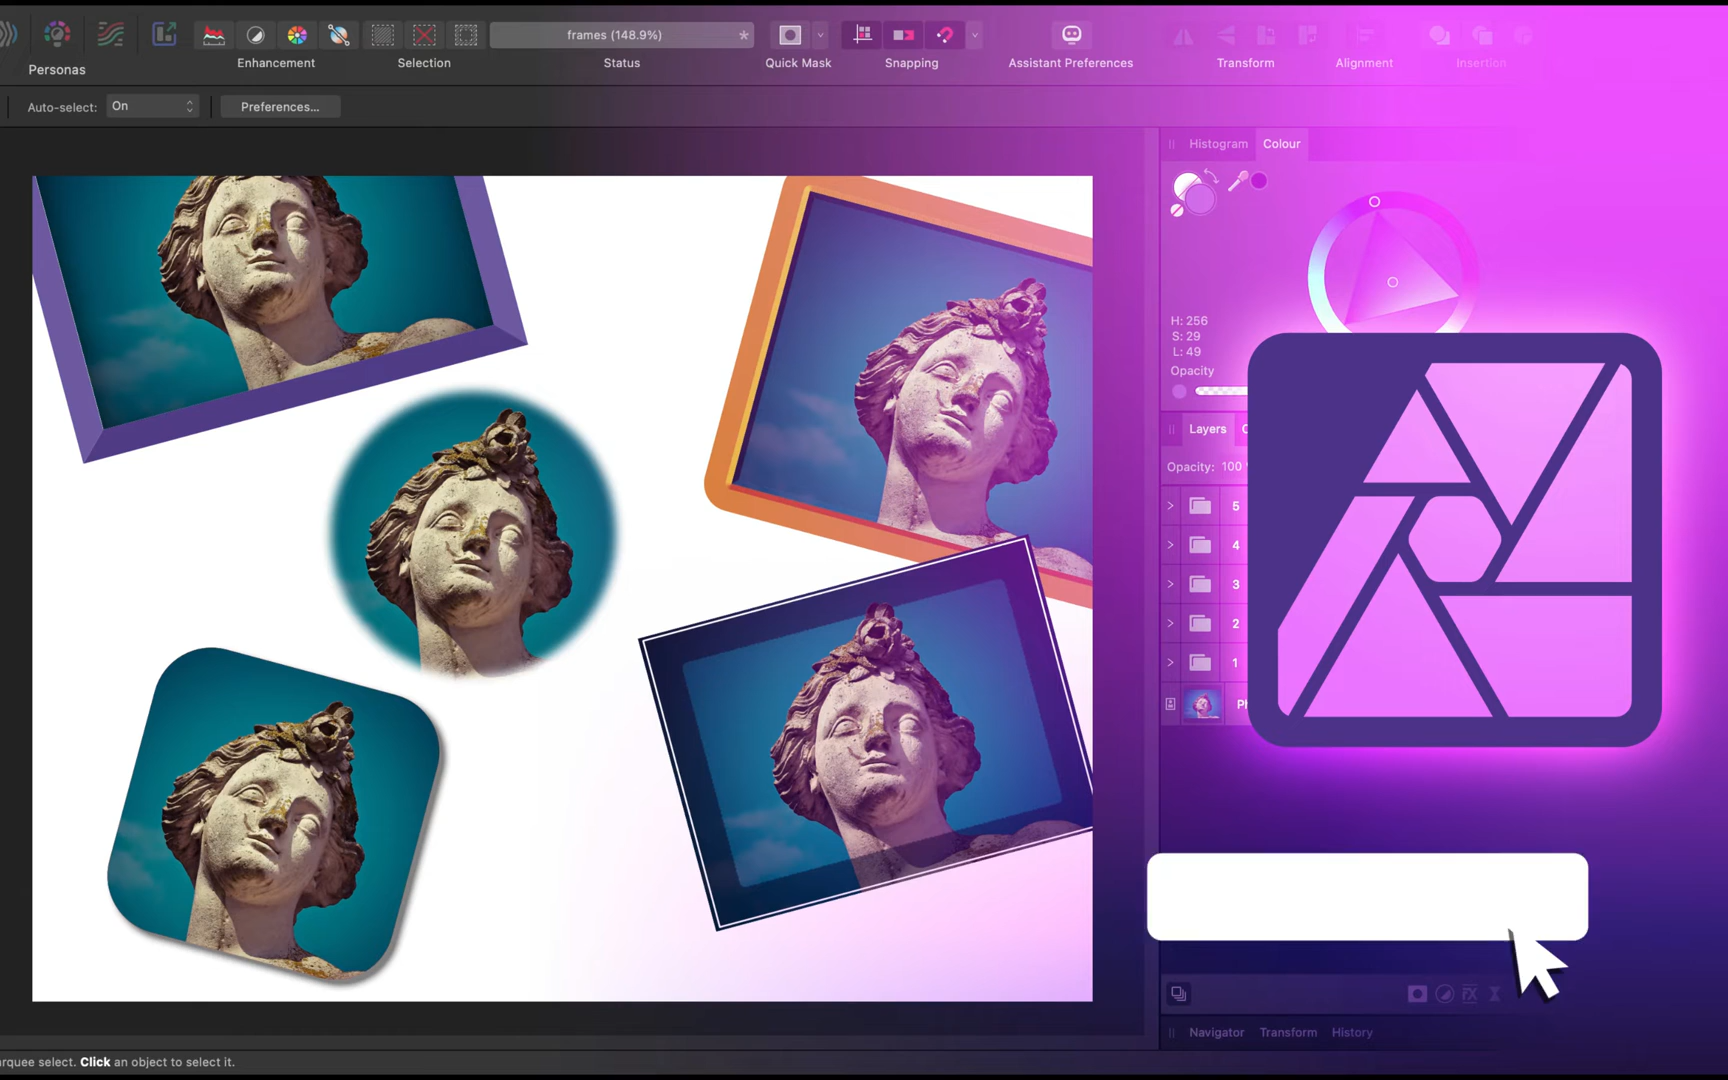 frames (148.9%)
*
Personas
Enhancement
Selection
Status
Quick Mask
Snapping
Assistant Preferences
Transform
Alignment
Insertion
Auto-select:
On
Preferences...
Histogram
Colour
H: 256
S: 29
L: 49
Opacity
Layers
Opacity: 100
5
4
3
2
1
Navigator
Transform
History
arquee select. Click an object to select it.